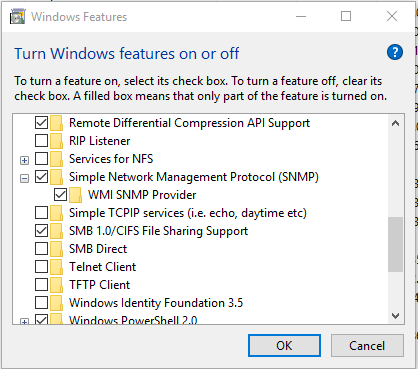 Windows Features
Turn Windows features on or off
To turn a feature on, select its check box. To turn a feature off, clear its
check box. A filled box means that only part of the feature is turned on.
Remote Differential Compression API Support
RIP Listener
Services for NFS
Simple Network Management Protocol (SNMP)
WMI SNMP Provider
Simple TCPIP services (i.e. echo, daytime etc)
SMB 1.0/CIFS File Sharing Support
SMB Direct
Telnet Client
TFTP Client
Windows Identity Foundation 3.5
Windows PowerShell 2.0
OK Cancel